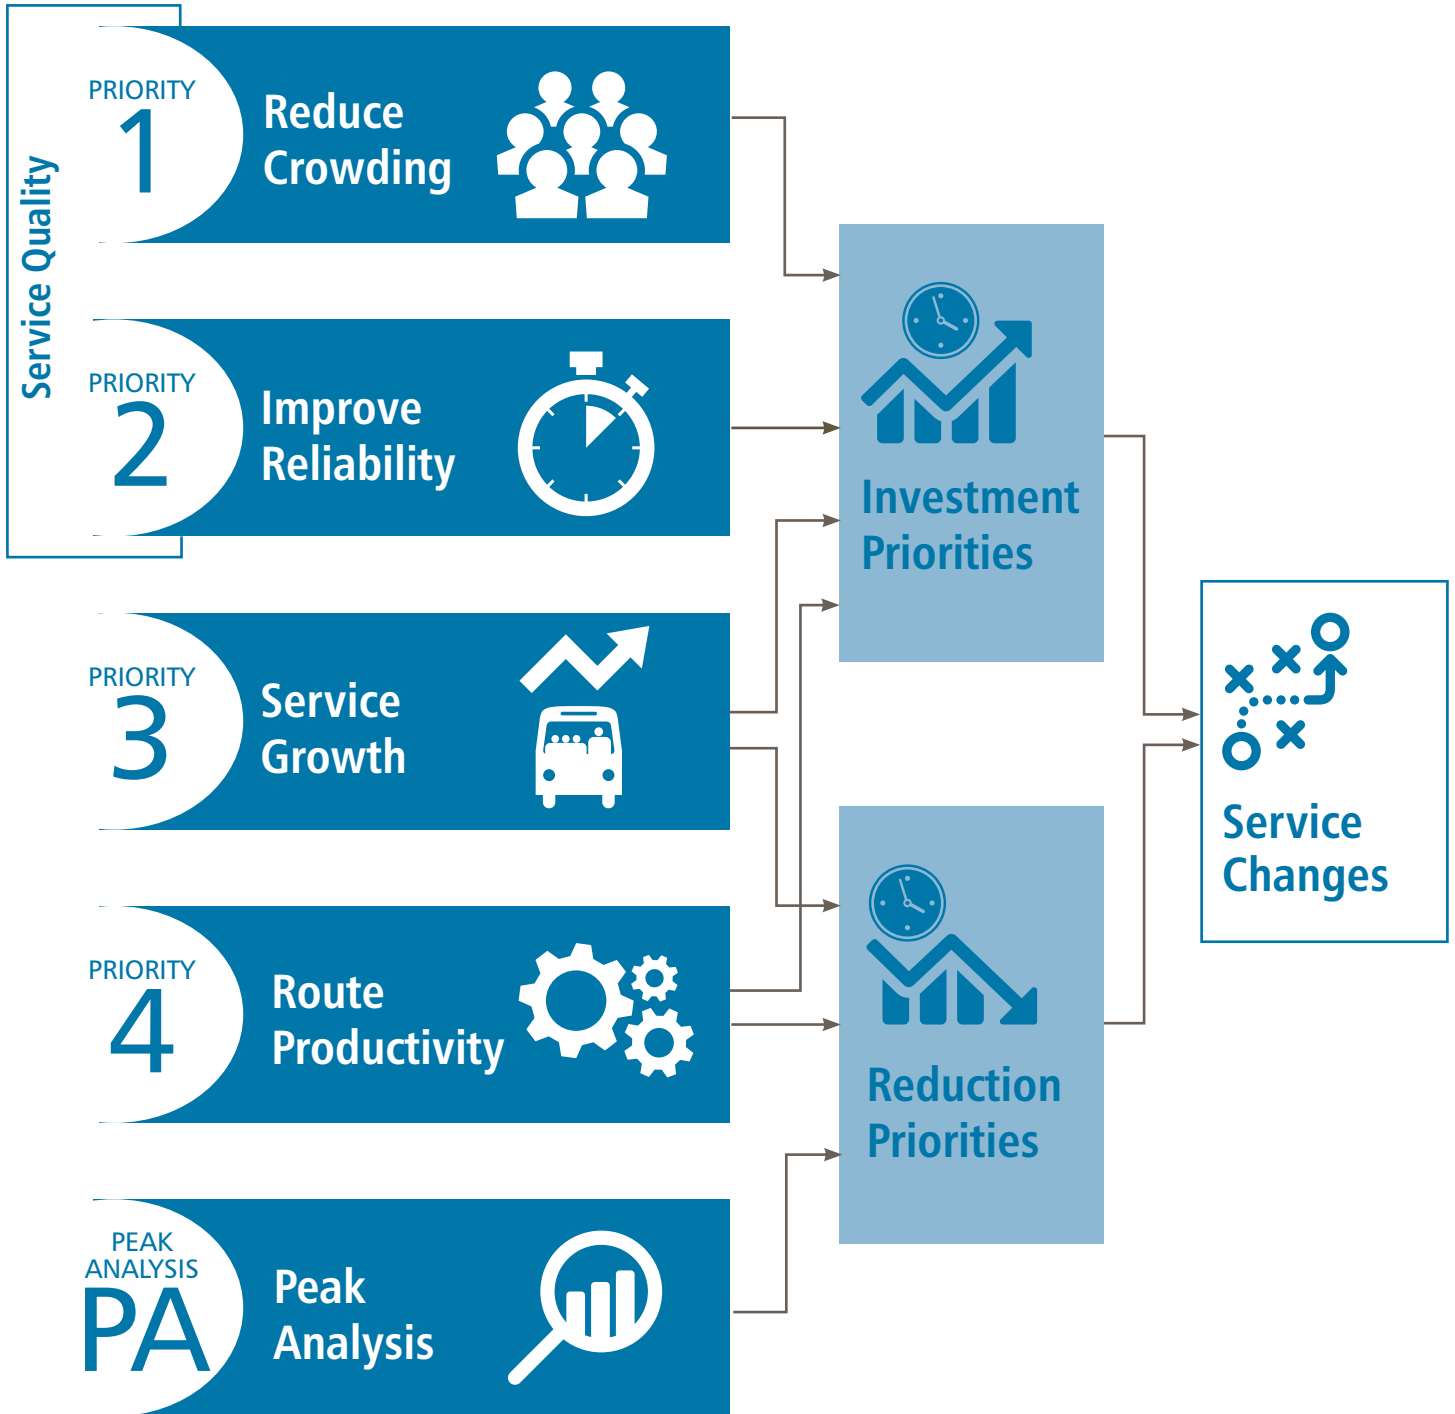 Service Quality
PRIORITY
1
Reduce
Crowding
PRIORITY
2
Improve
Reliability
PRIORITY
3
Service
Growth
PRIORITY
4
Route
Productivity
PEAK
ANALYSIS
PA
Peak
Analysis
Investment
Priorities
Reduction
Priorities
Service
Changes